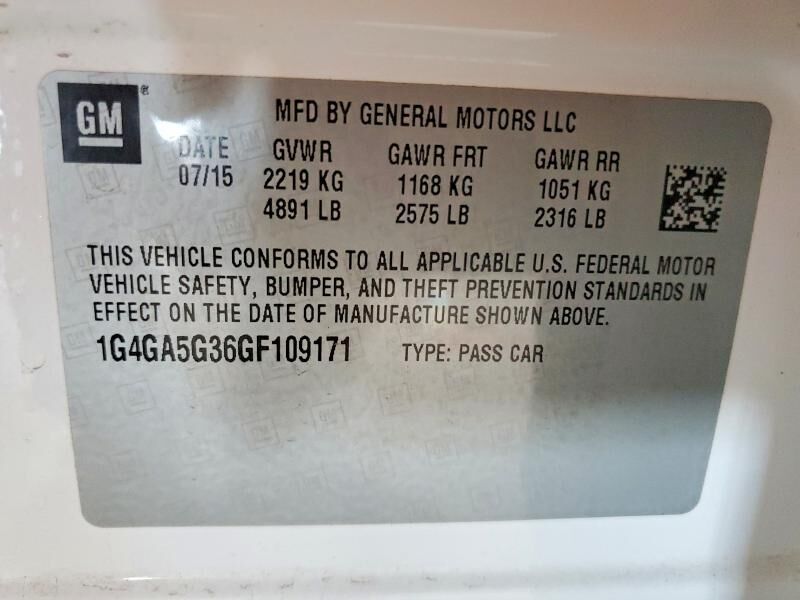 GM®
MFD BY GENERAL MOTORS LLC
DATE GVWR GAWR FRT GAWR RR
07/15 2219 KG 1168 KG 1051 KG
4891 LB 2575 LB 2316 LB
THIS VEHICLE CONFORMS TO ALL APPLICABLE U.S. FEDERAL MOTOR
VEHICLE SAFETY, BUMPER, AND THEFT PREVENTION STANDARDS IN
EFFECT ON THE DATE OF MANUFACTURE SHOWN ABOVE.
1G4GA5G36GF109171 TYPE: PASS CAR